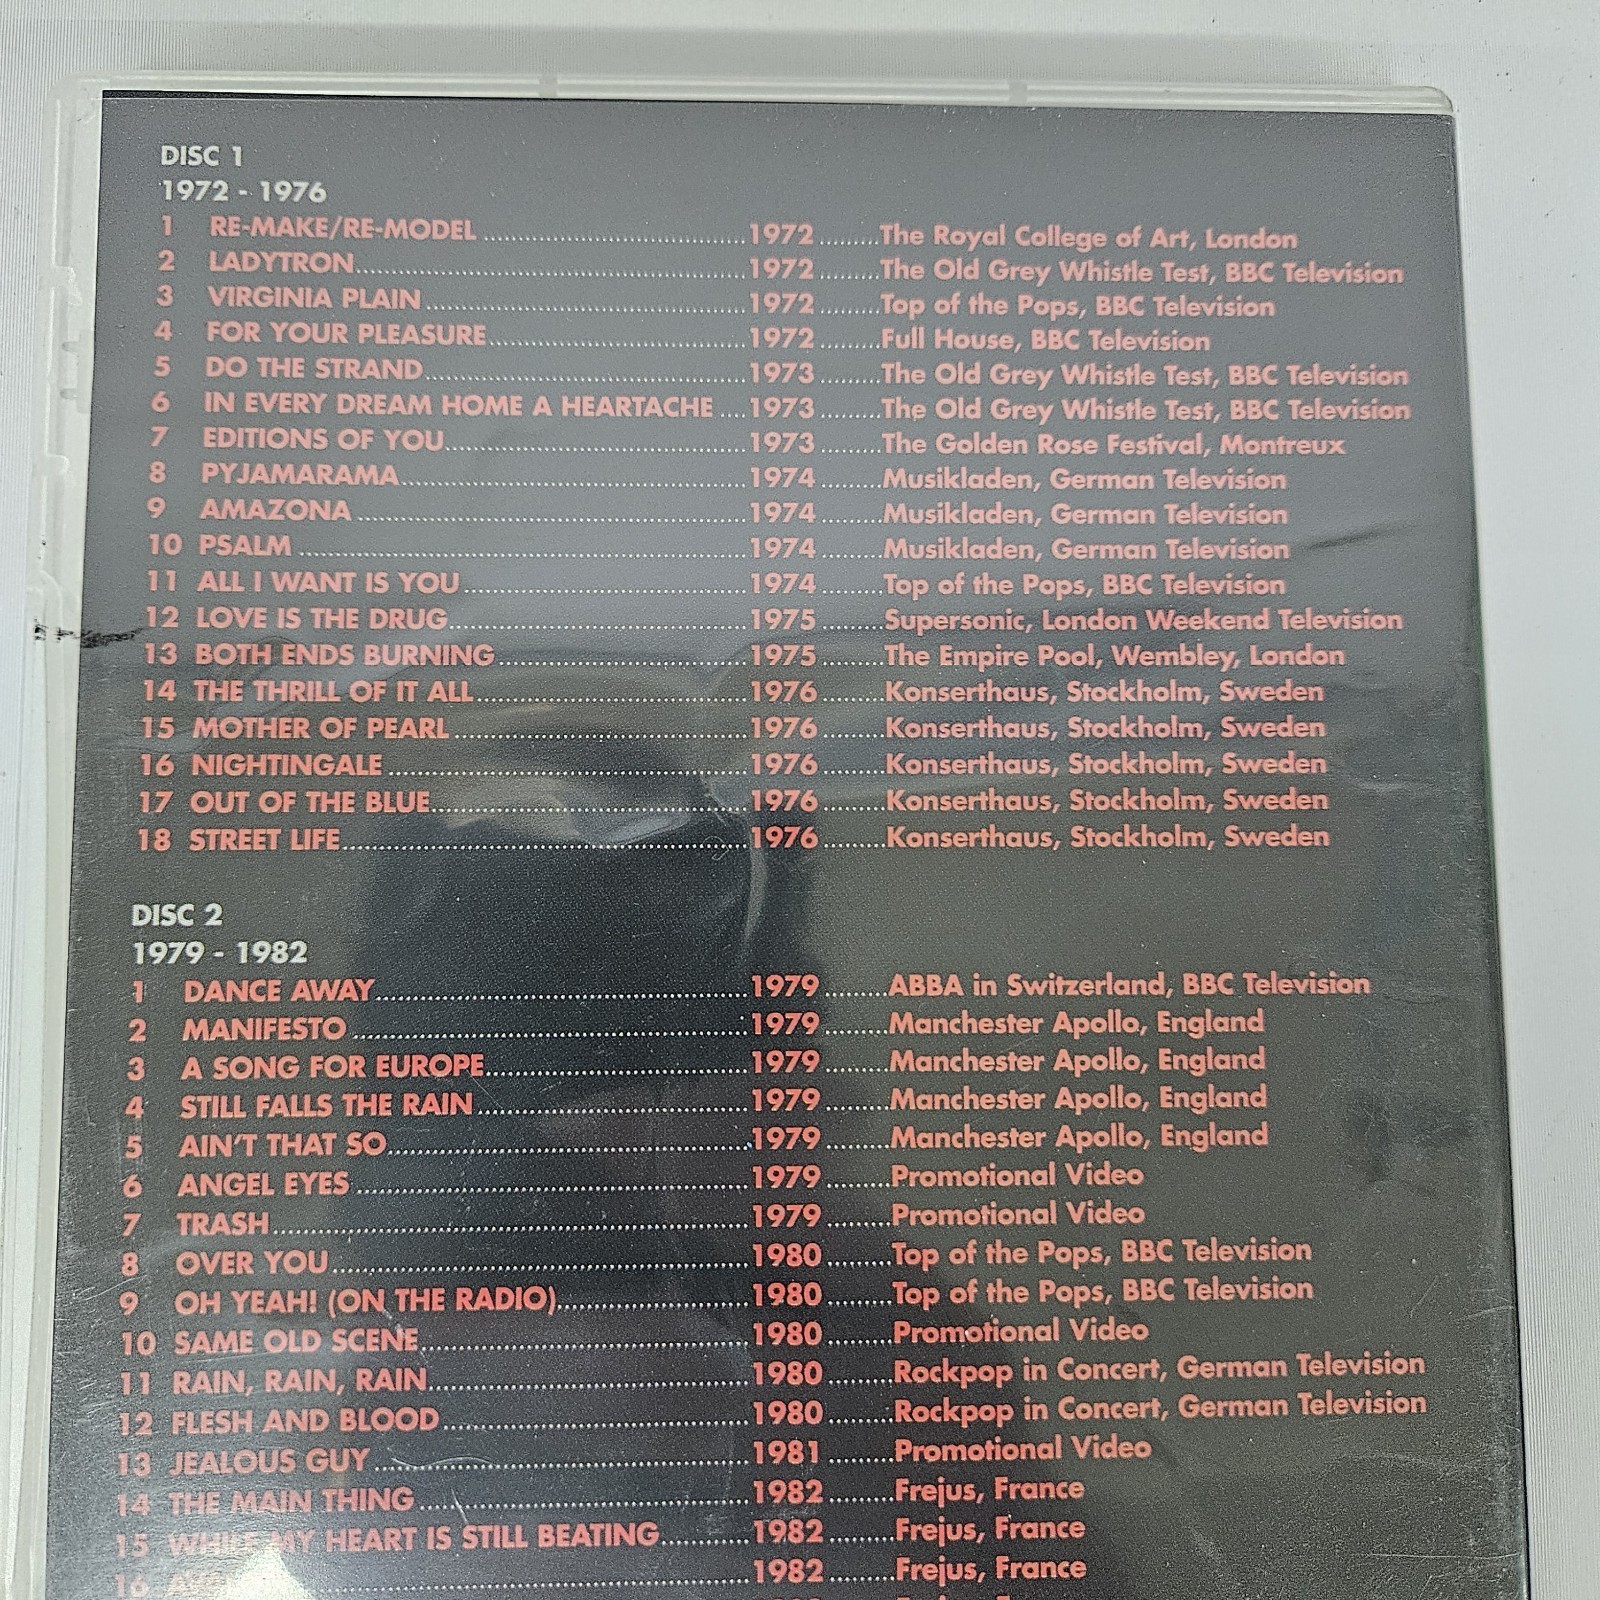 DISC 1
1972 - 1976
1 RE-MAKE/RE-MODEL ........ 1972 ........ The Royal College of Art, London
2 LADYTRON ........ 1972 ........ The Old Grey Whistle Test, BBC Television
3 VIRGINIA PLAIN ........ 1972 ........ Top of the Pops, BBC Television
4 FOR YOUR PLEASURE ........ 1972 ........ Full House, BBC Television
5 DO THE STRAND ........ 1973 ........ The Old Grey Whistle Test, BBC Television
6 IN EVERY DREAM HOME A HEARTACHE .... 1973 ........ The Old Grey Whistle Test, BBC Television
7 EDITIONS OF YOU ........ 1973 ........ The Golden Rose Festival, Montreux
8 PYJAMARAMA ........ 1974 ........ Musikladen, German Television
9 AMAZONA ........ 1974 ........ Musikladen, German Television
10 PSALM ........ 1974 ........ Musikladen, German Television
11 ALL I WANT IS YOU ........ 1974 ........ Top of the Pops, BBC Television
12 LOVE IS THE DRUG ........ 1975 ........ Supersonic, London Weekend Television
13 BOTH ENDS BURNING ........ 1975 ........ The Empire Pool, Wembley, London
14 THE THRILL OF IT ALL ........ 1976 ........ Konserthaus, Stockholm, Sweden
15 MOTHER OF PEARL ........ 1976 ........ Konserthaus, Stockholm, Sweden
16 NIGHTINGALE ........ 1976 ........ Konserthaus, Stockholm, Sweden
17 OUT OF THE BLUE ........ 1976 ........ Konserthaus, Stockholm, Sweden
18 STREET LIFE ........ 1976 ........ Konserthaus, Stockholm, Sweden
DISC 2
1979 - 1982
1 DANCE AWAY ........ 1979 ........ ABBA in Switzerland, BBC Television
2 MANIFESTO ........ 1979 ........ Manchester Apollo, England
3 A SONG FOR EUROPE ........ 1979 ........ Manchester Apollo, England
4 STILL FALLS THE RAIN ........ 1979 ........ Manchester Apollo, England
5 AIN'T THAT SO ........ 1979 ........ Manchester Apollo, England
6 ANGEL EYES ........ 1979 ........ Promotional Video
7 TRASH ........ 1979 ........ Promotional Video
8 OVER YOU ........ 1980 ........ Top of the Pops, BBC Television
9 OH YEAH! (ON THE RADIO) ........ 1980 ........ Top of the Pops, BBC Television
10 SAME OLD SCENE ........ 1980 ........ Promotional Video
11 RAIN, RAIN, RAIN ........ 1980 ........ Rockpop in Concert, German Television
12 FLESH AND BLOOD ........ 1980 ........ Rockpop in Concert, German Television
13 JEALOUS GUY ........ 1981 ........ Promotional Video
14 THE MAIN THING ........ 1982 ........ Frejus, France
15 WHILE MY HEART IS STILL BEATING ........ 1982 ........ Frejus, France
16 ........ 1982 ........ Frejus, France